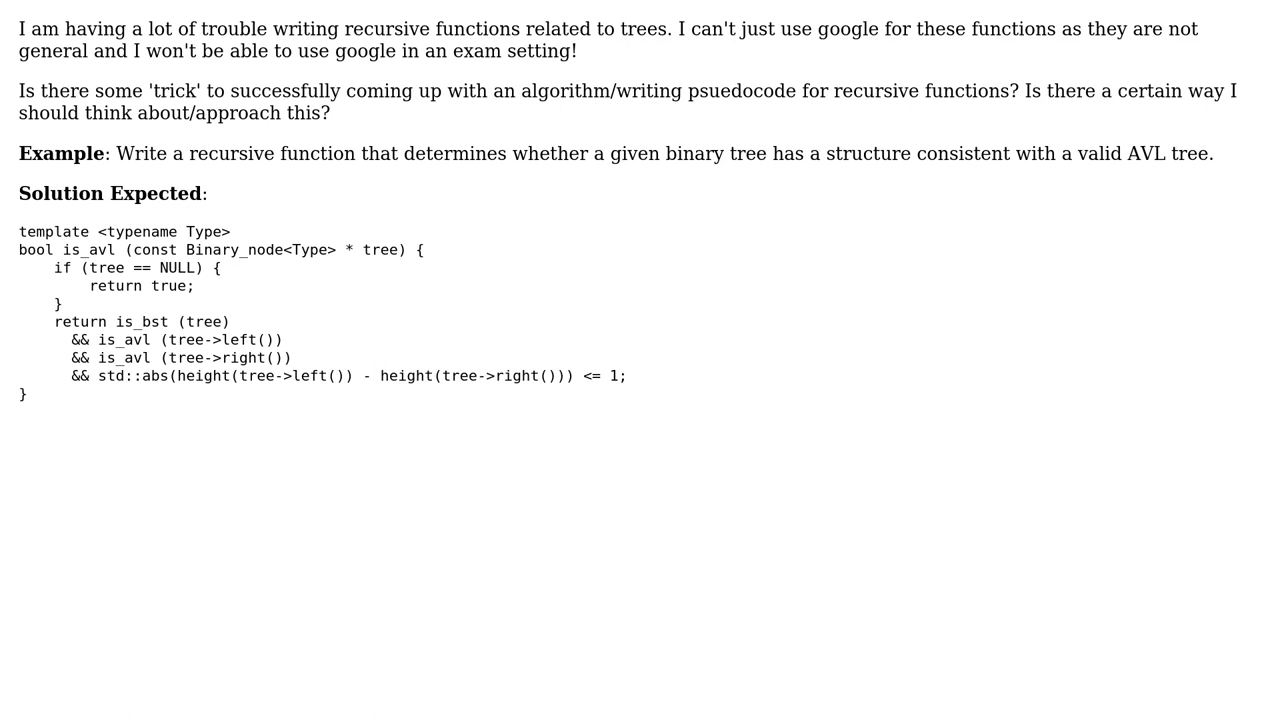 I am having a lot of trouble writing recursive functions related to trees. I can't just use google for these functions as they are not
general and I won't be able to use google in an exam setting!
Is there some 'trick' to successfully coming up with an algorithm/writing psuedocode for recursive functions? Is there a certain way I
should think about/approach this?
Example: Write a recursive function that determines whether a given binary tree has a structure consistent with a valid AVL tree.
Solution Expected:
template <typename Type>
bool is_avl (const Binary_node<Type> * tree) {
    if (tree == NULL) {
        return true;
    }
    return is_bst (tree)
      && is_avl (tree->left())
      && is_avl (tree->right())
      && std::abs(height(tree->left()) - height(tree->right())) <= 1;
}